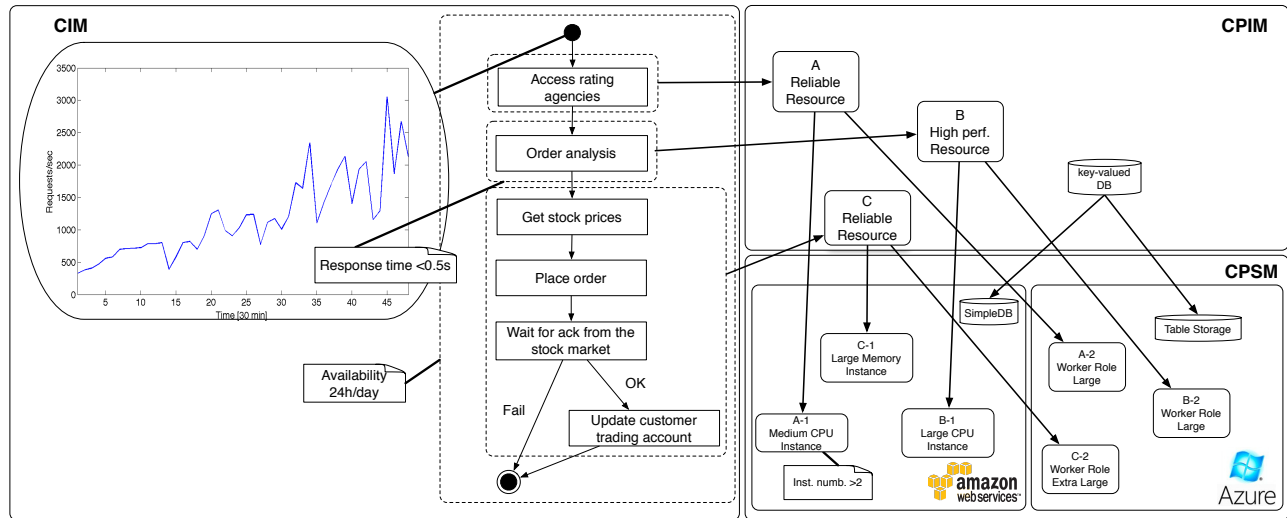 CIM
3500
3000
2500
2000
1500
1000
500
0
Requests/sec
5
10
15
20
25
30
35
40
45
Time [30 min]
Response time <0.5s
Availability
24h/day
Access rating
agencies
Order analysis
Get stock prices
Place order
Wait for ack from the
stock market
Fail
OK
Update customer
trading account
CPIM
A
Reliable
Resource
B
High perf.
Resource
key-valued
DB
C
Reliable
Resource
CPSM
SimpleDB
Table Storage
C-1
Large Memory
Instance
A-2
Worker Role
Large
B-2
Worker Role
Large
A-1
Medium CPU
Instance
B-1
Large CPU
Instance
C-2
Worker Role
Extra Large
Inst. numb. >2
amazon
webservices™
Azure